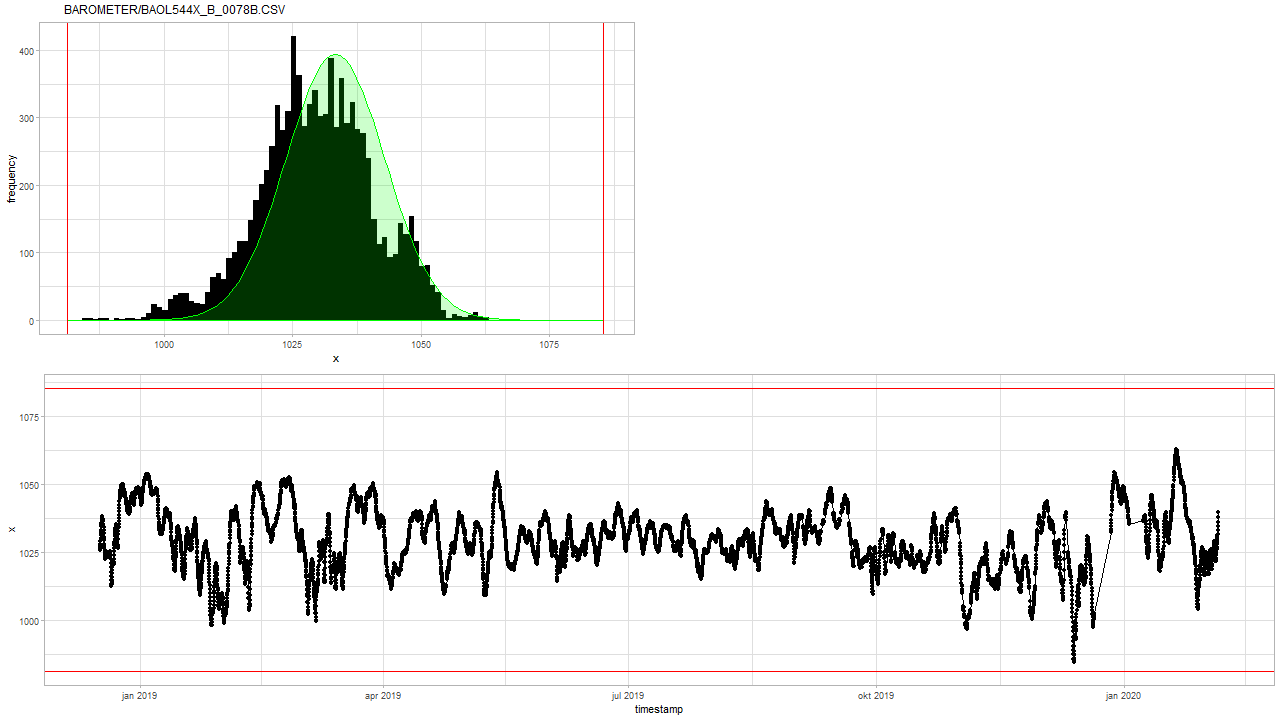 BAROMETER/BAOL544X_B_0078B.CSV
400
300
200
100
0
frequency
1000 1025 1050 1075
x
1075
1050
1025
1000
x
jan 2019 apr 2019 jul 2019 okt 2019 jan 2020
timestamp